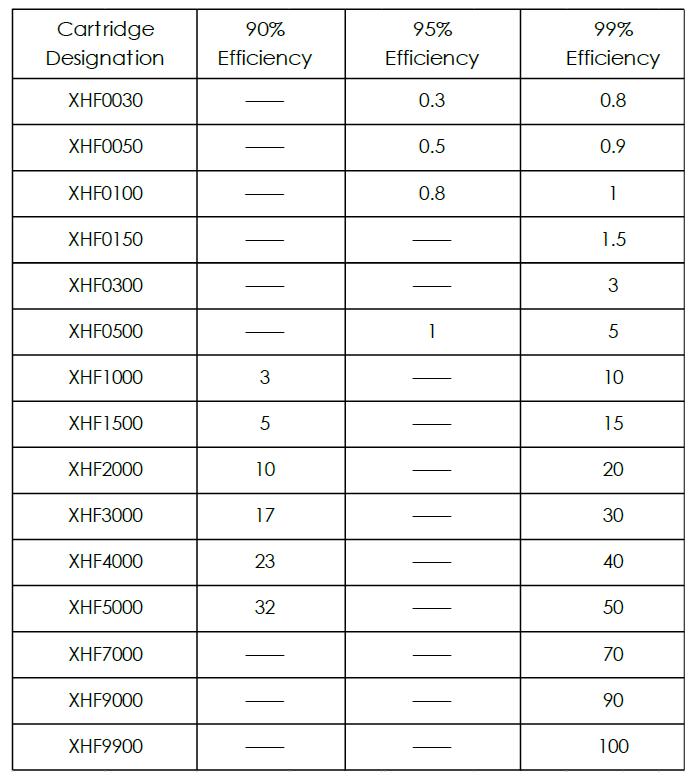 Cartridge Designation 90% Efficiency 95% Efficiency 99% Efficiency
XHF0030 —— 0.3 0.8
XHF0050 —— 0.5 0.9
XHF0100 —— 0.8 1
XHF0150 —— —— 1.5
XHF0300 —— —— 3
XHF0500 —— 1 5
XHF1000 3 —— 10
XHF1500 5 —— 15
XHF2000 10 —— 20
XHF3000 17 —— 30
XHF4000 23 —— 40
XHF5000 32 —— 50
XHF7000 —— —— 70
XHF9000 —— —— 90
XHF9900 —— —— 100